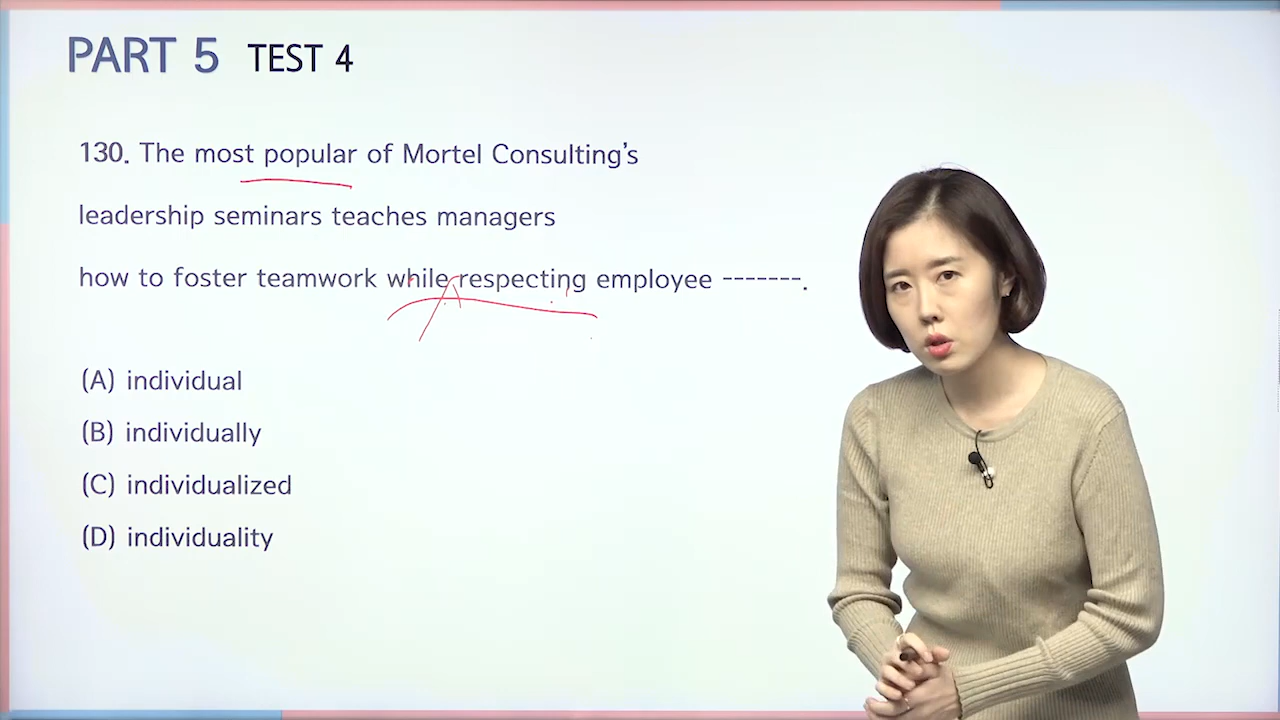 PART 5 TEST 4
130. The most popular of Mortel Consulting's
leadership seminars teaches managers
how to foster teamwork while respecting employee -------.
(A) individual
(B) individually
(C) individualized
(D) individuality